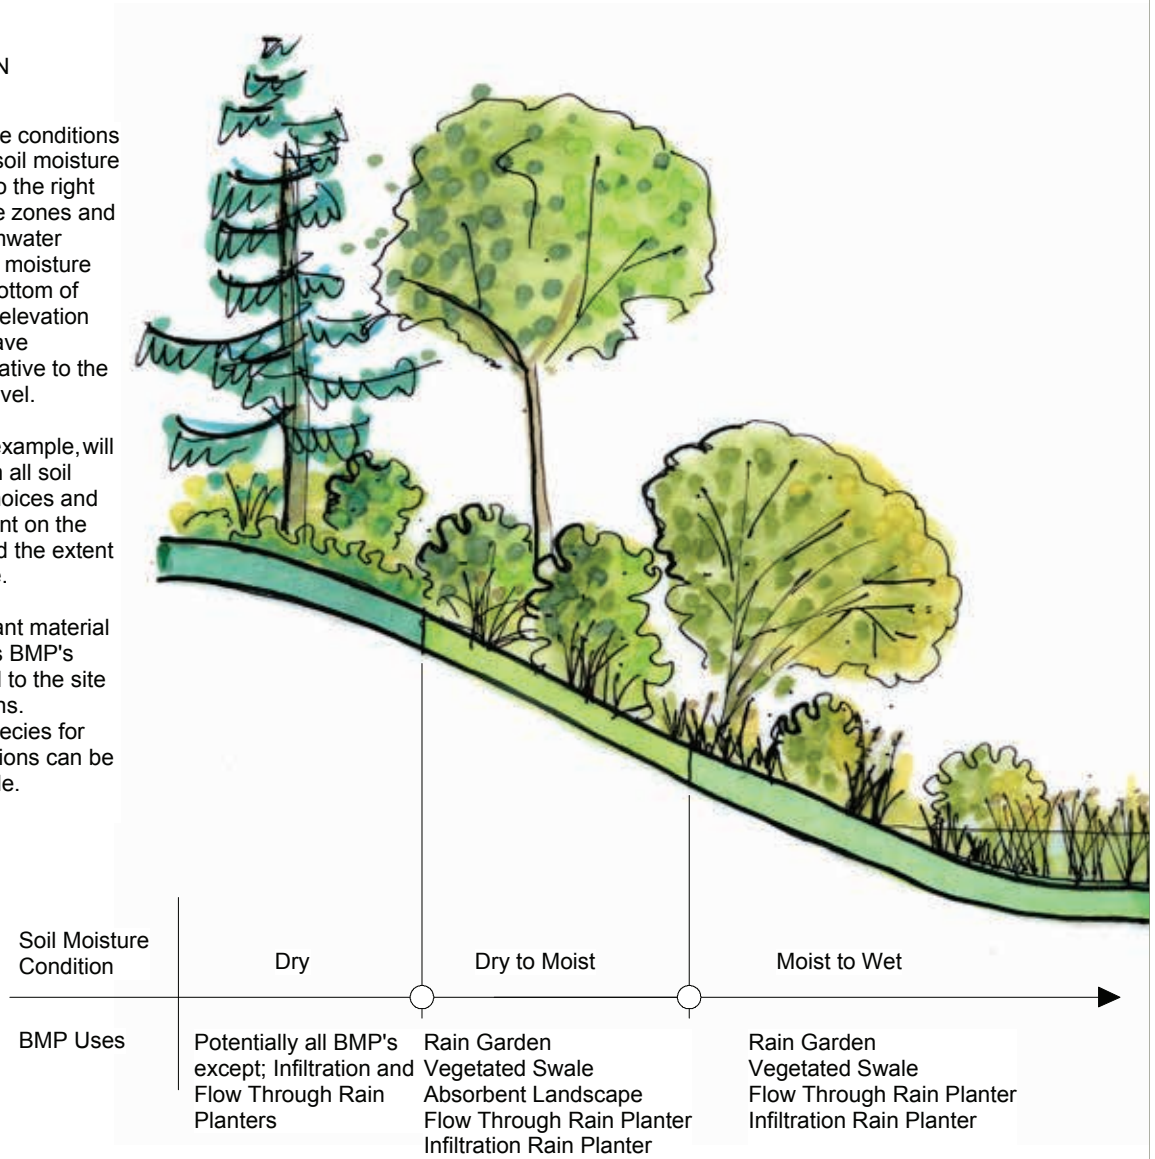 N
e conditions
soil moisture
o the right
e zones and
mwater
moisture
ottom of
elevation
ave
ative to the
vel.
example, will
n all soil
hoices and
nt on the
d the extent
e.
ant material
s BMP's
d to the site
ns.
ecies for
tions can be
le.
Soil Moisture
Condition
Dry
Dry to Moist
Moist to Wet
BMP Uses
Potentially all BMP's
except; Infiltration and
Flow Through Rain
Planters
Rain Garden
Vegetated Swale
Absorbent Landscape
Flow Through Rain Planter
Infiltration Rain Planter
Rain Garden
Vegetated Swale
Flow Through Rain Planter
Infiltration Rain Planter